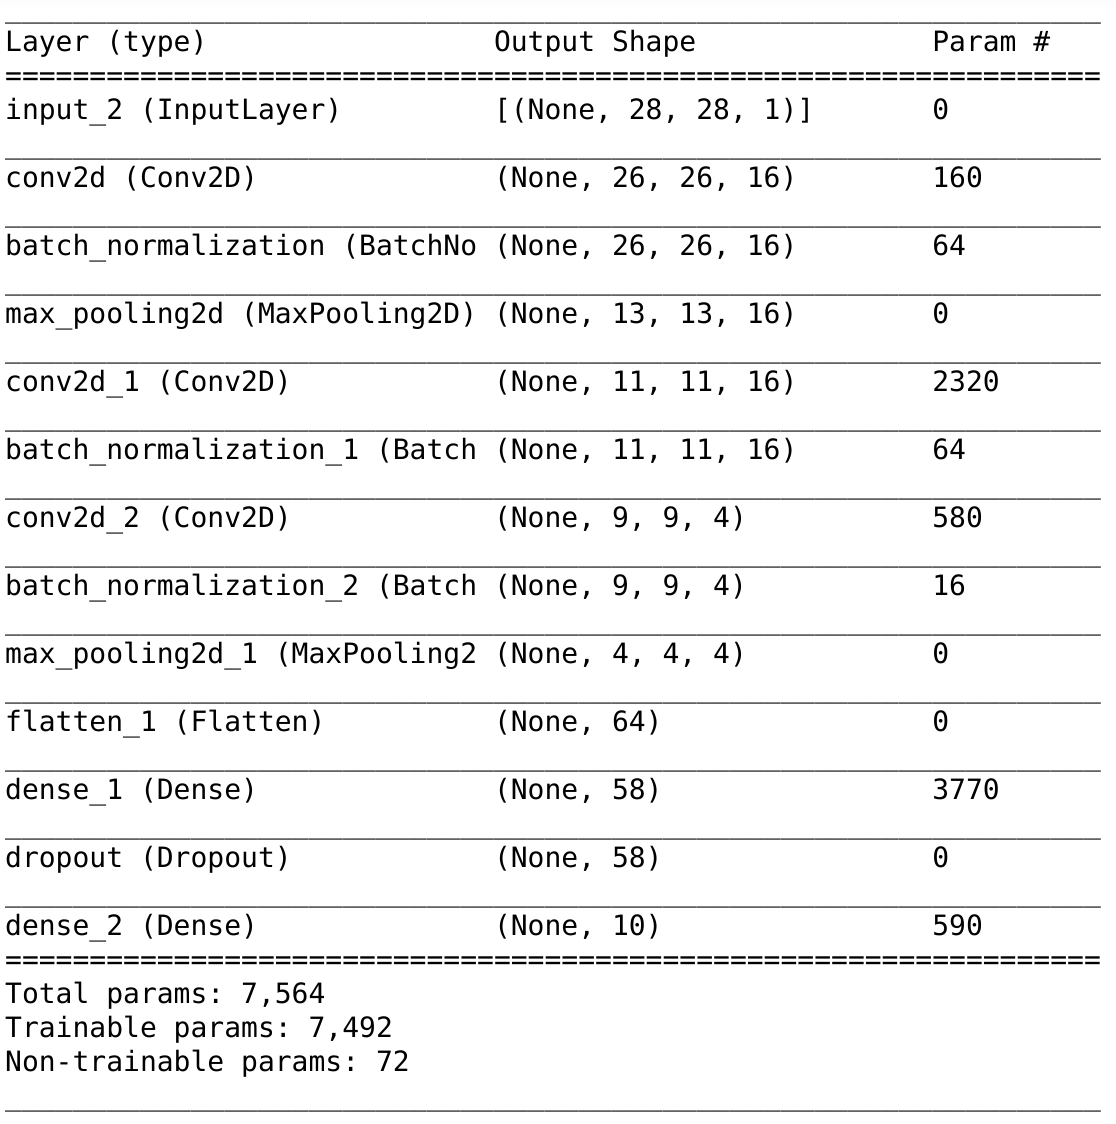 Layer (type) Output Shape Param #
=================================================================
input_2 (InputLayer) [(None, 28, 28, 1)] 0
conv2d (Conv2D) (None, 26, 26, 16) 160
batch_normalization (BatchNo (None, 26, 26, 16) 64
max_pooling2d (MaxPooling2D) (None, 13, 13, 16) 0
conv2d_1 (Conv2D) (None, 11, 11, 16) 2320
batch_normalization_1 (Batch (None, 11, 11, 16) 64
conv2d_2 (Conv2D) (None, 9, 9, 4) 580
batch_normalization_2 (Batch (None, 9, 9, 4) 16
max_pooling2d_1 (MaxPooling2 (None, 4, 4, 4) 0
flatten_1 (Flatten) (None, 64) 0
dense_1 (Dense) (None, 58) 3770
dropout (Dropout) (None, 58) 0
dense_2 (Dense) (None, 10) 590
=================================================================
Total params: 7,564
Trainable params: 7,492
Non-trainable params: 72